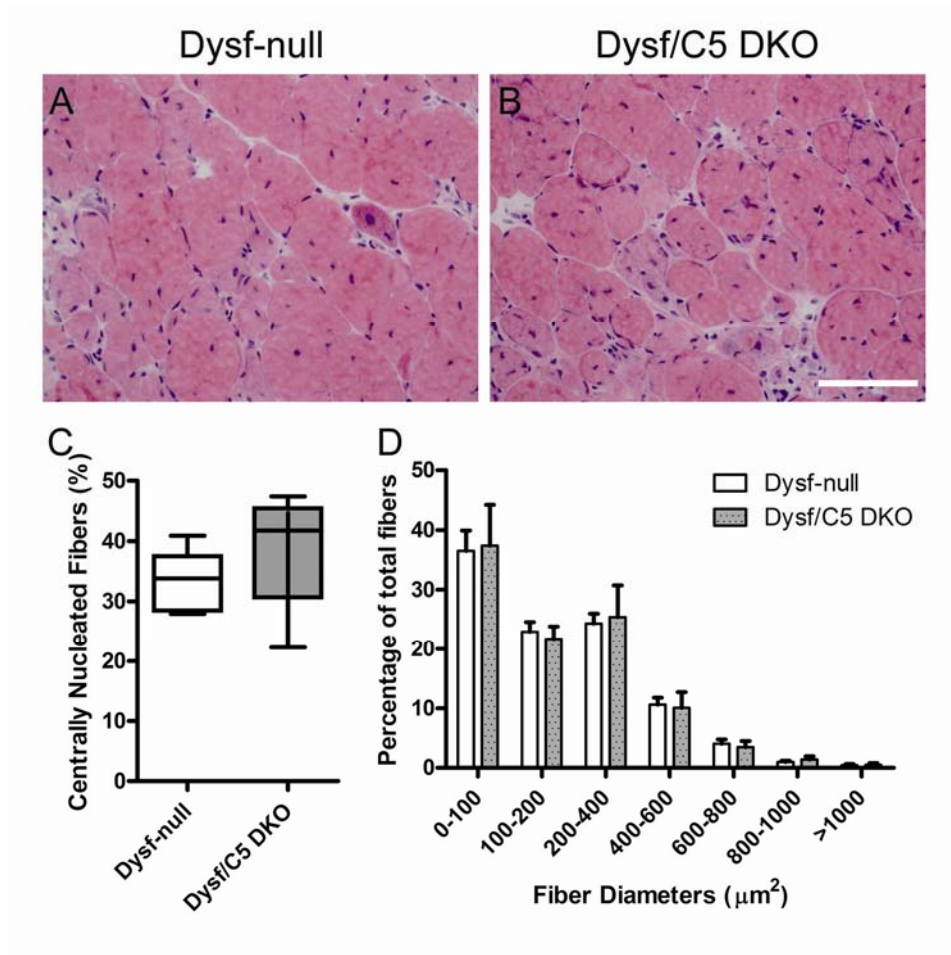 Dysf-null
Dysf/C5 DKO
A
B
C
Centrally Nucleated Fibers (%)
50
40
30
20
10
0
Dysf-null
Dysf/C5 DKO
D
Percentage of total fibers
50
40
30
20
10
0
Dysf-null
Dysf/C5 DKO
0-100
100-200
200-400
400-600
600-800
800-1000
>1000
Fiber Diameters (μm²)